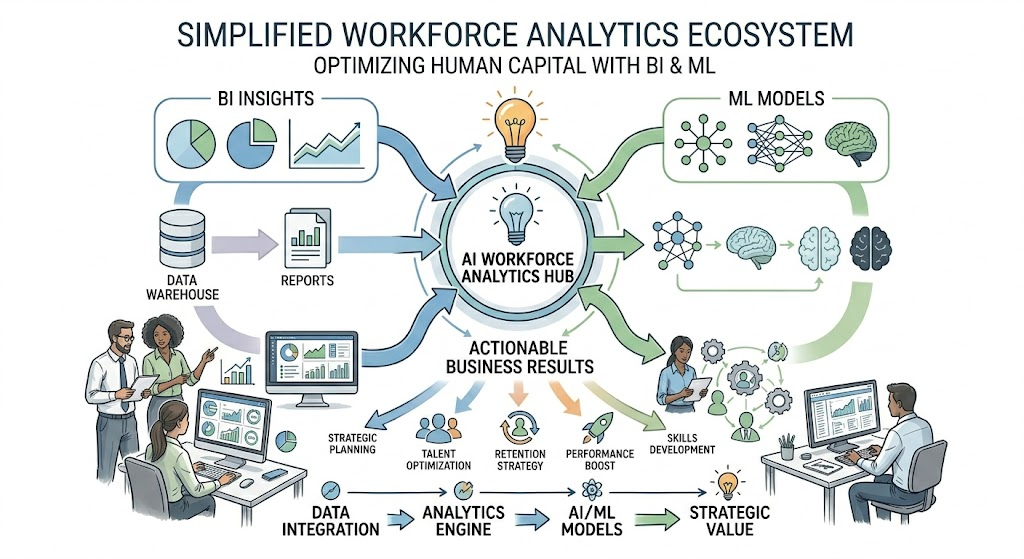 SIMPLIFIED WORKFORCE ANALYTICS ECOSYSTEM
OPTIMIZING HUMAN CAPITAL WITH BI & ML
BI INSIGHTS
ML MODELS
AI WORKFORCE
ANALYTICS HUB
DATA
WAREHOUSE
REPORTS
ACTIONABLE
BUSINESS RESULTS
STRATEGIC
PLANNING
TALENT
OPTIMIZATION
RETENTION
STRATEGY
PERFORMANCE
BOOST
SKILLS
DEVELOPMENT
DATA
INTEGRATION
ANALYTICS
ENGINE
AI/ML
MODELS
STRATEGIC
VALUE